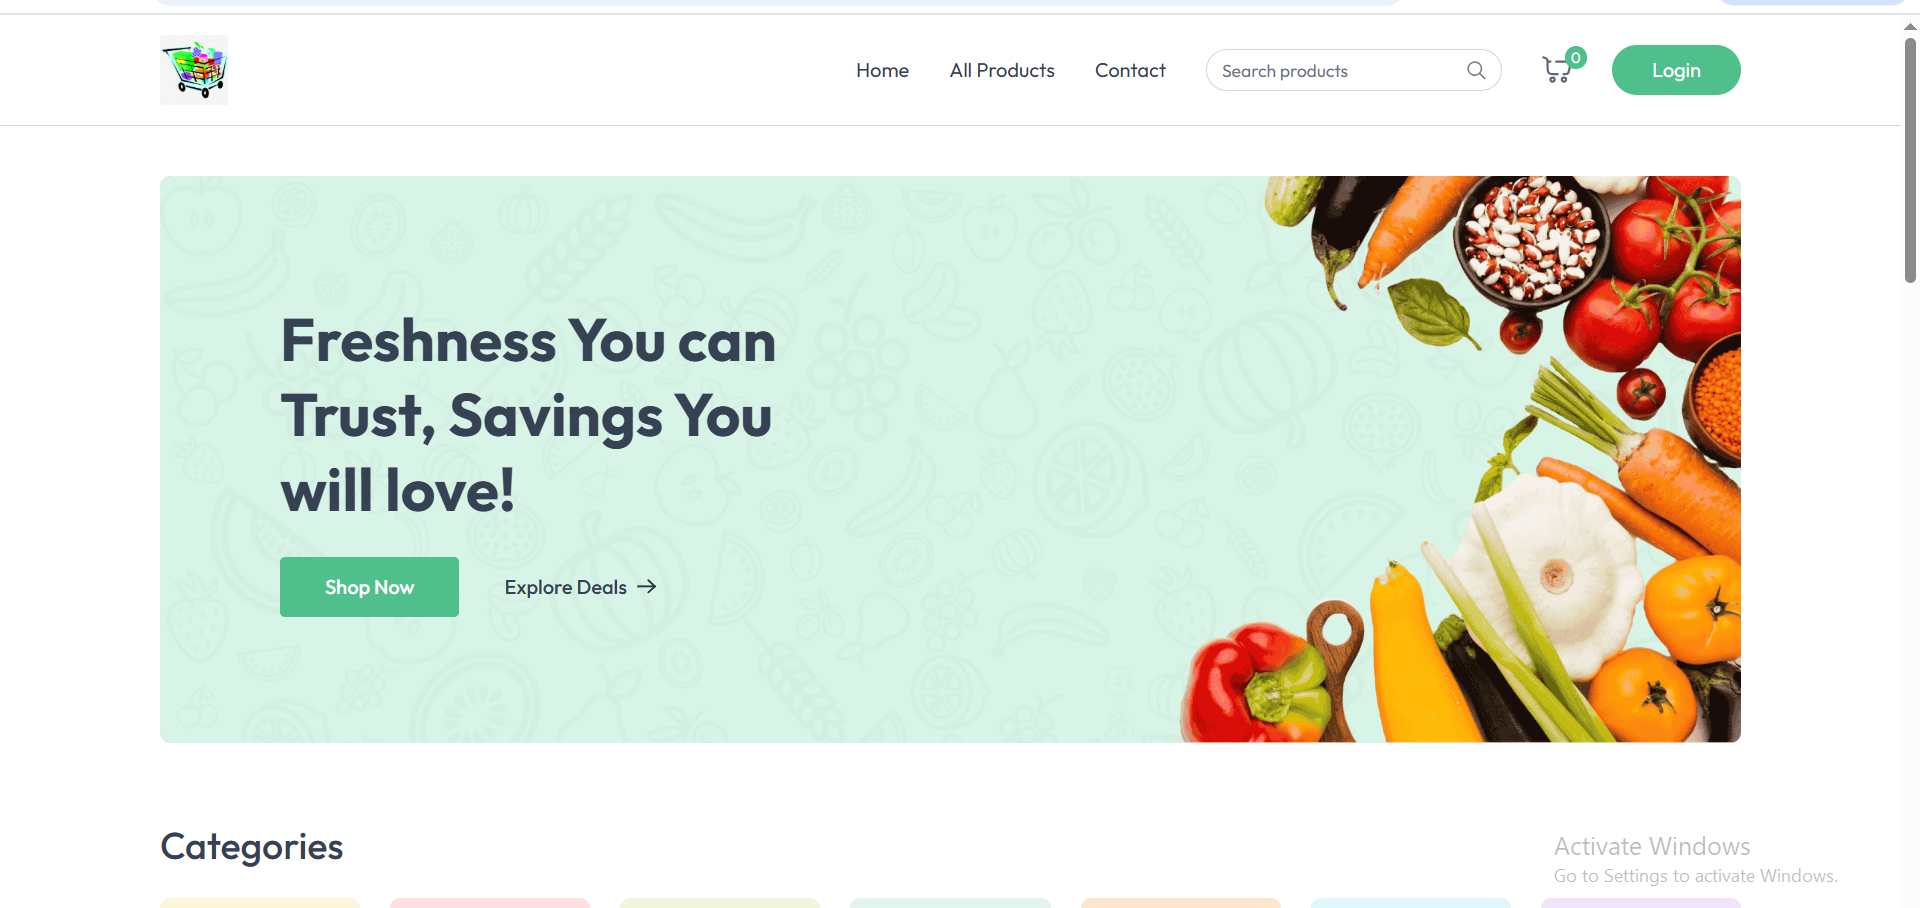 Home All Products Contact Search products 0 Login
Freshness You can
Trust, Savings You
will love!
Shop Now Explore Deals
Categories
Activate Windows
Go to Settings to activate Windows.